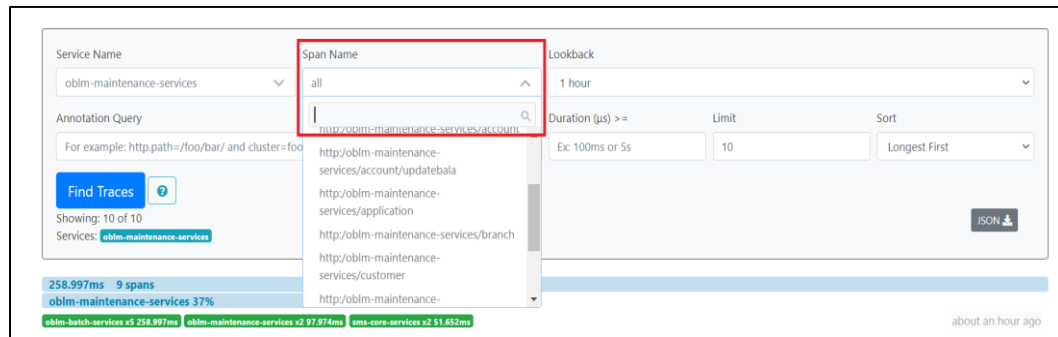 Service Name
Span Name
Lookback
oblm-maintenance-services
all
1 hour
Annotation Query
Duration (µs) >=
Limit
Sort
http:/oblm-maintenance-services/account
For example: http.path=/foo/bar/ and cluster=foo
http:/oblm-maintenance-
services/account/updatebala
Ex: 100ms or 5s
10
Longest First
http:/oblm-maintenance-
services/application
Find Traces
?
Showing: 10 of 10
http:/oblm-maintenance-services/branch
JSON
Services: oblm-maintenance-services
http:/oblm-maintenance-
services/customer
258.997ms 9 spans
http:/oblm-maintenance-
oblm-maintenance-services 37%
oblm-batch-services x5 258.997ms oblm-maintenance-services x2 97.974ms sms-core-services x2 51.652ms
about an hour ago